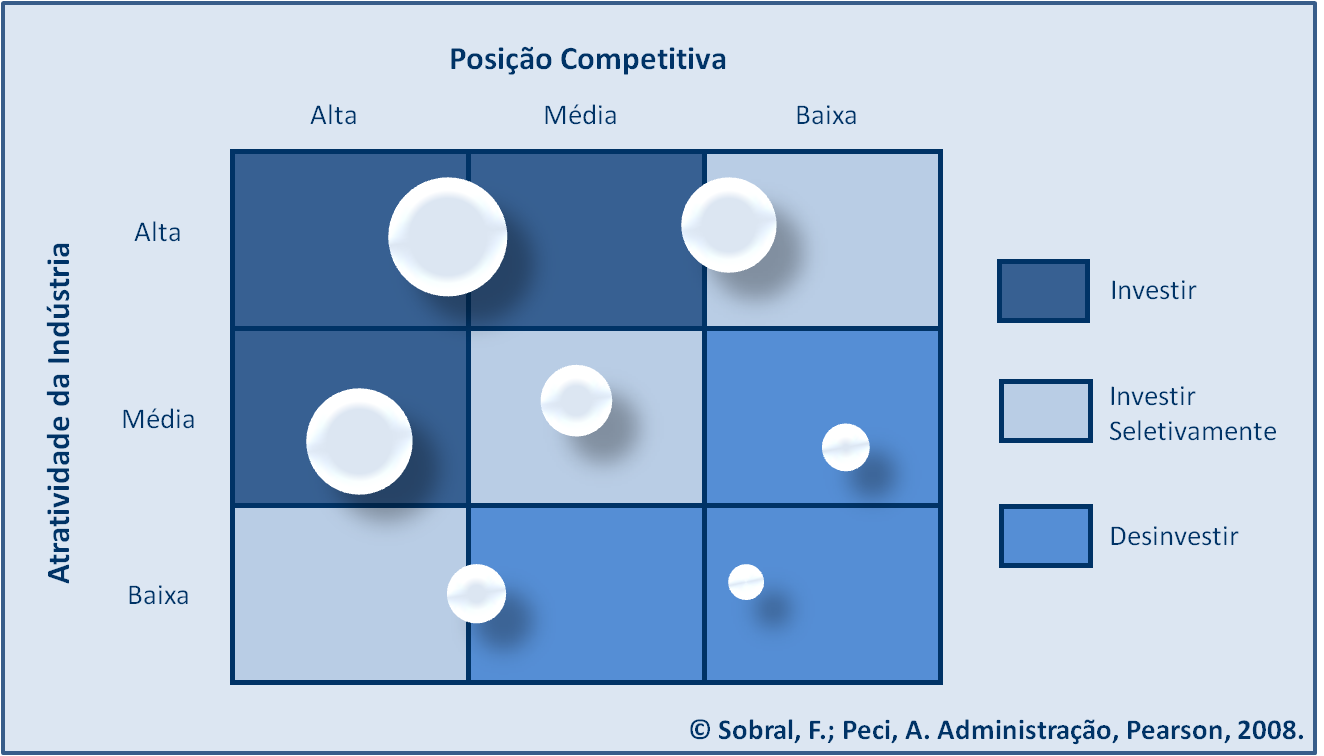 Posição Competitiva
Alta
Média
Baixa
Atratividade da Indústria
Alta
Média
Baixa
Investir
Investir
Seletivamente
Desinvestir
© Sobral, F.; Peci, A. Administração, Pearson, 2008.